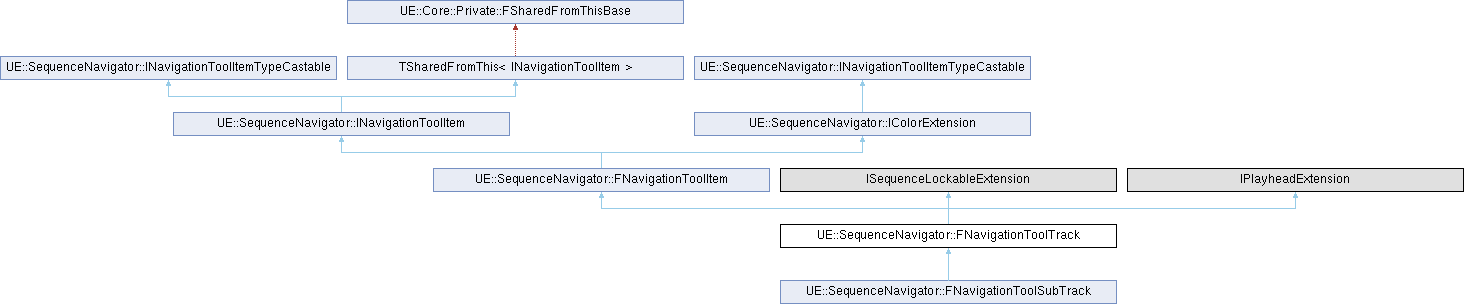 UE::Core::Private::FSharedFromThisBase
UE::SequenceNavigator::INavigationToolItemTypeCastable
TSharedFromThis< INavigationToolItem >
UE::SequenceNavigator::INavigationToolItemTypeCastable
UE::SequenceNavigator::INavigationToolItem
UE::SequenceNavigator::IColorExtension
UE::SequenceNavigator::FNavigationToolItem
ISequenceLockableExtension
IPlayheadExtension
UE::SequenceNavigator::FNavigationToolTrack
UE::SequenceNavigator::FNavigationToolSubTrack